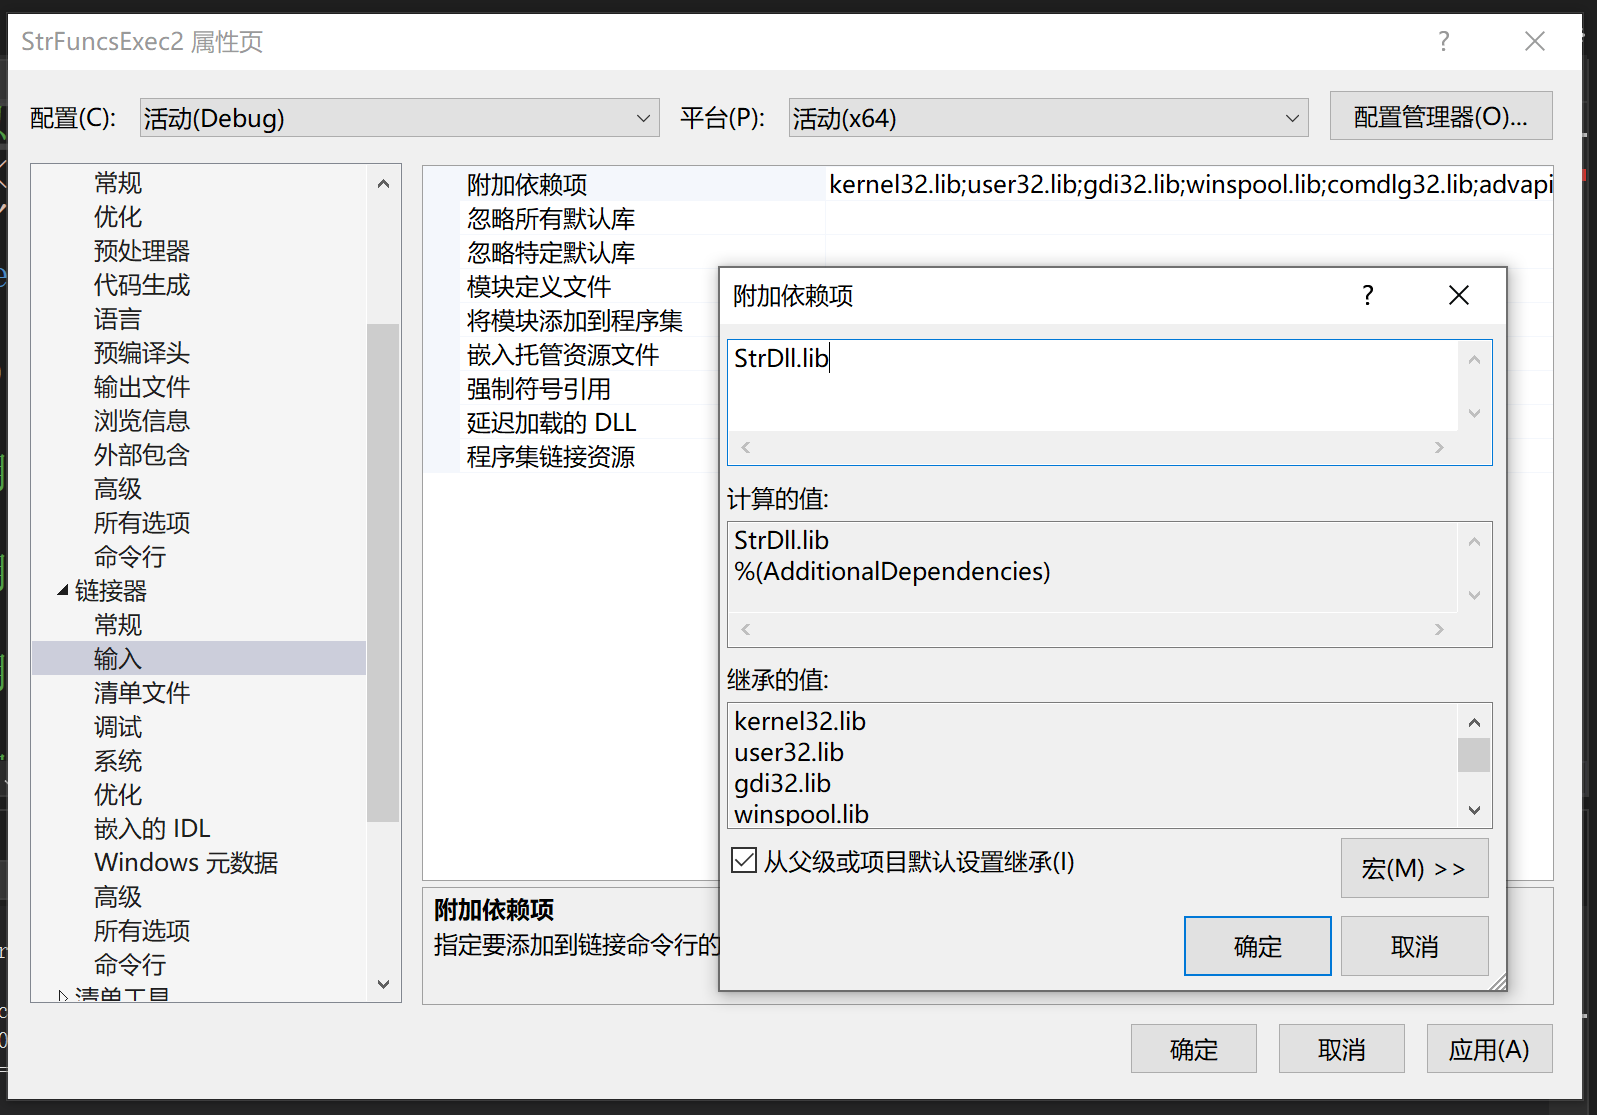 StrFuncsExec2 属性页
配置(C):
活动(Debug)
平台(P):
活动(x64)
配置管理器(O)...
常规
优化
预处理器
代码生成
语言
预编译头
输出文件
浏览信息
外部包含
高级
所有选项
命令行
链接器
常规
输入
清单文件
调试
系统
优化
嵌入的 IDL
Windows 元数据
高级
所有选项
命令行
清单工具
附加依赖项
kernel32.lib;user32.lib;gdi32.lib;winspool.lib;comdlg32.lib;advapi
忽略所有默认库
忽略特定默认库
模块定义文件
将模块添加到程序集
嵌入托管资源文件
强制符号引用
延迟加载的 DLL
程序集链接资源
附加依赖项
指定要添加到链接命令行的
附加依赖项
?
StrDll.lib
计算的值:
StrDll.lib
%(AdditionalDependencies)
继承的值:
kernel32.lib
user32.lib
gdi32.lib
winspool.lib
从父级或项目默认设置继承(I)
宏(M) >>
确定
取消
确定
取消
应用(A)